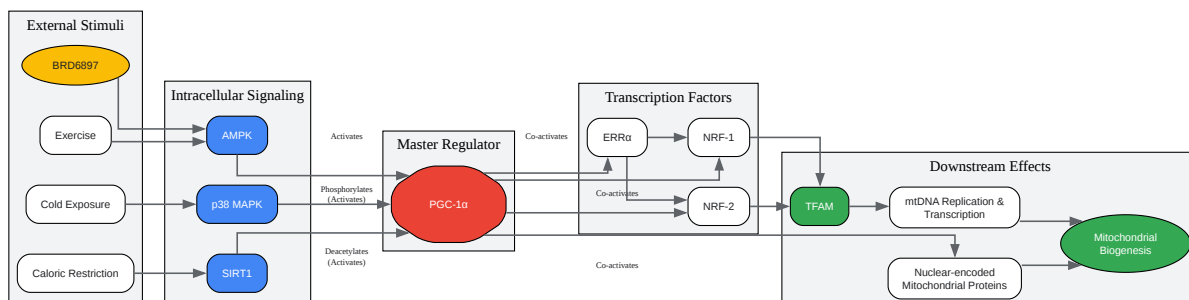 External Stimuli
BRD6897
Exercise
Cold Exposure
Caloric Restriction
Intracellular Signaling
AMPK
p38 MAPK
SIRT1
Activates
Phosphorylates
(Activates)
Deacetylates
(Activates)
Master Regulator
PGC-1α
Co-activates
Co-activates
Co-activates
Transcription Factors
ERRα
NRF-1
NRF-2
Downstream Effects
TFAM
mtDNA Replication &
Transcription
Nuclear-encoded
Mitochondrial Proteins
Mitochondrial
Biogenesis